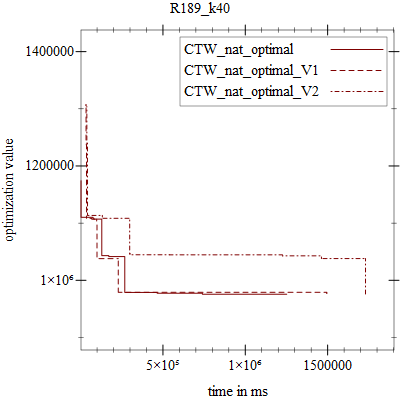 R189_k40
CTW_nat_optimal
CTW_nat_optimal_V1
CTW_nat_optimal_V2
optimization value
1400000
1200000
1×10⁶
5×10⁵
1×10⁶
1500000
time in ms